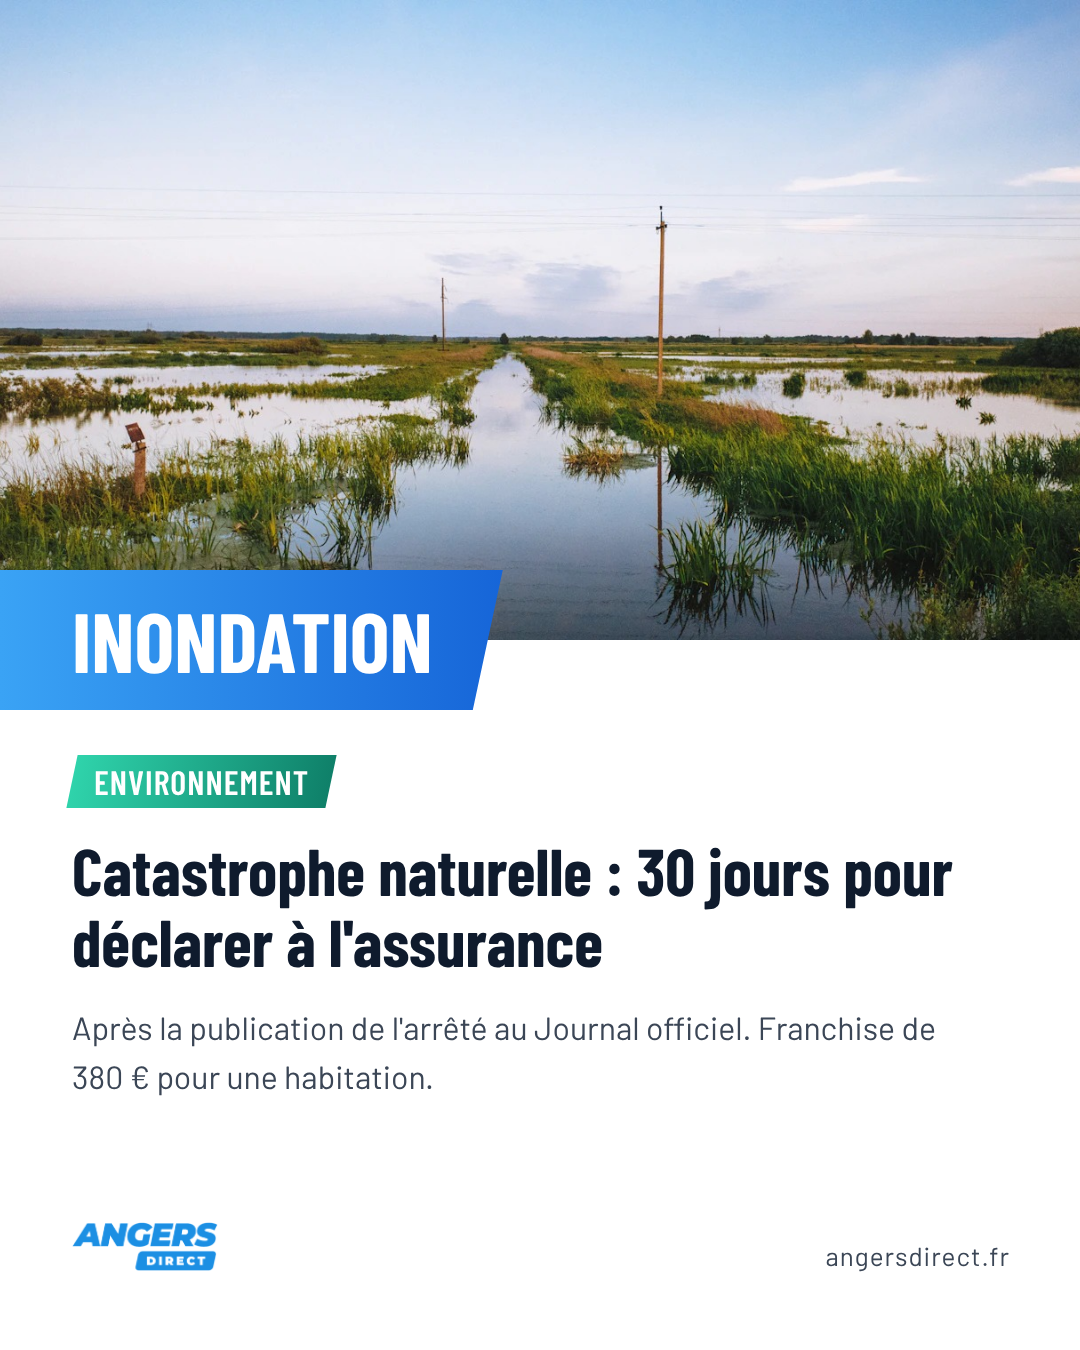 INONDATION
ENVIRONNEMENT
Catastrophe naturelle : 30 jours pour
déclarer à l'assurance
Après la publication de l'arrêté au Journal officiel. Franchise de
380 € pour une habitation.
ANGERS
DIRECT
angersdirect.fr